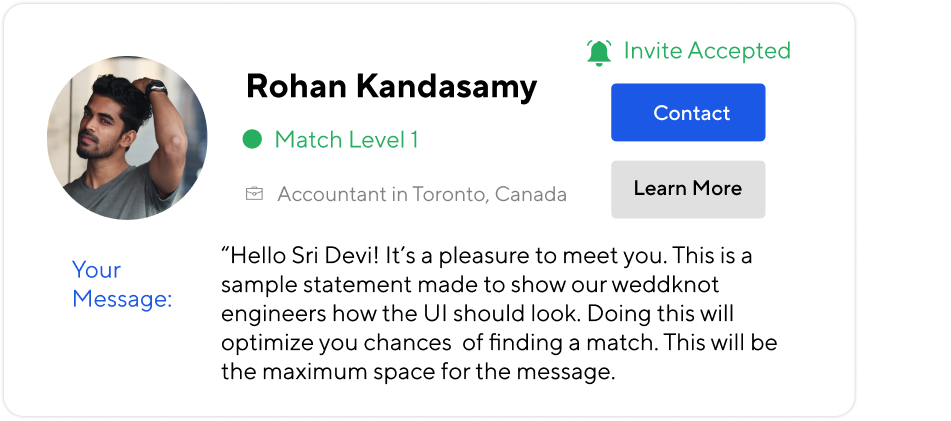 Invite Accepted
Rohan Kandasamy
Contact
Match Level 1
Learn More
Accountant in Toronto, Canada
Your
Message:
“Hello Sri Devi! It’s a pleasure to meet you. This is a
sample statement made to show our weddknot
engineers how the UI should look. Doing this will
optimize you chances  of finding a match. This will be
the maximum space for the message.